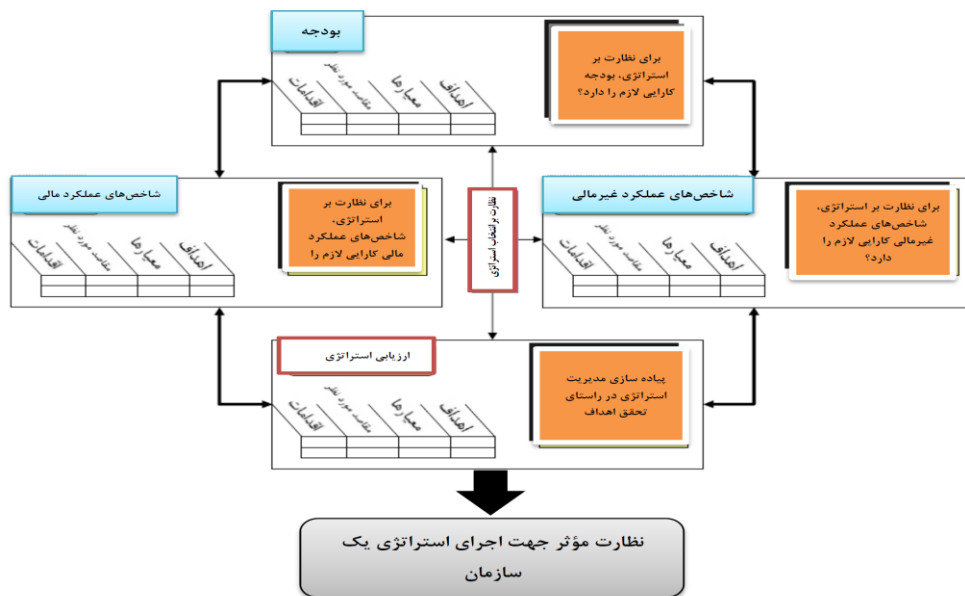 بودجه
برای نظارت بر
استراتژی، بودجه
کارایی لازم را دارد؟
اهداف
معیارها
مقاصد مورد نظر
اقدامات
شاخص‌های عملکرد غیرمالی
برای نظارت بر استراتژی،
شاخص‌های عملکرد
غیرمالی کارایی لازم را
دارد؟
اهداف
معیارها
مقاصد مورد نظر
اقدامات
نظارت بر انتخاب استراتژی
شاخص‌های عملکرد مالی
برای نظارت بر
استراتژی،
شاخص‌های عملکرد
مالی کارایی لازم را
اهداف
معیارها
مقاصد مورد نظر
اقدامات
ارزیابی استراتژی
پیاده سازی مدیریت
استراتژی در راستای
تحقق اهداف
اهداف
معیارها
مقاصد مورد نظر
اقدامات
نظارت مؤثر جهت اجرای استراتژی یک
سازمان